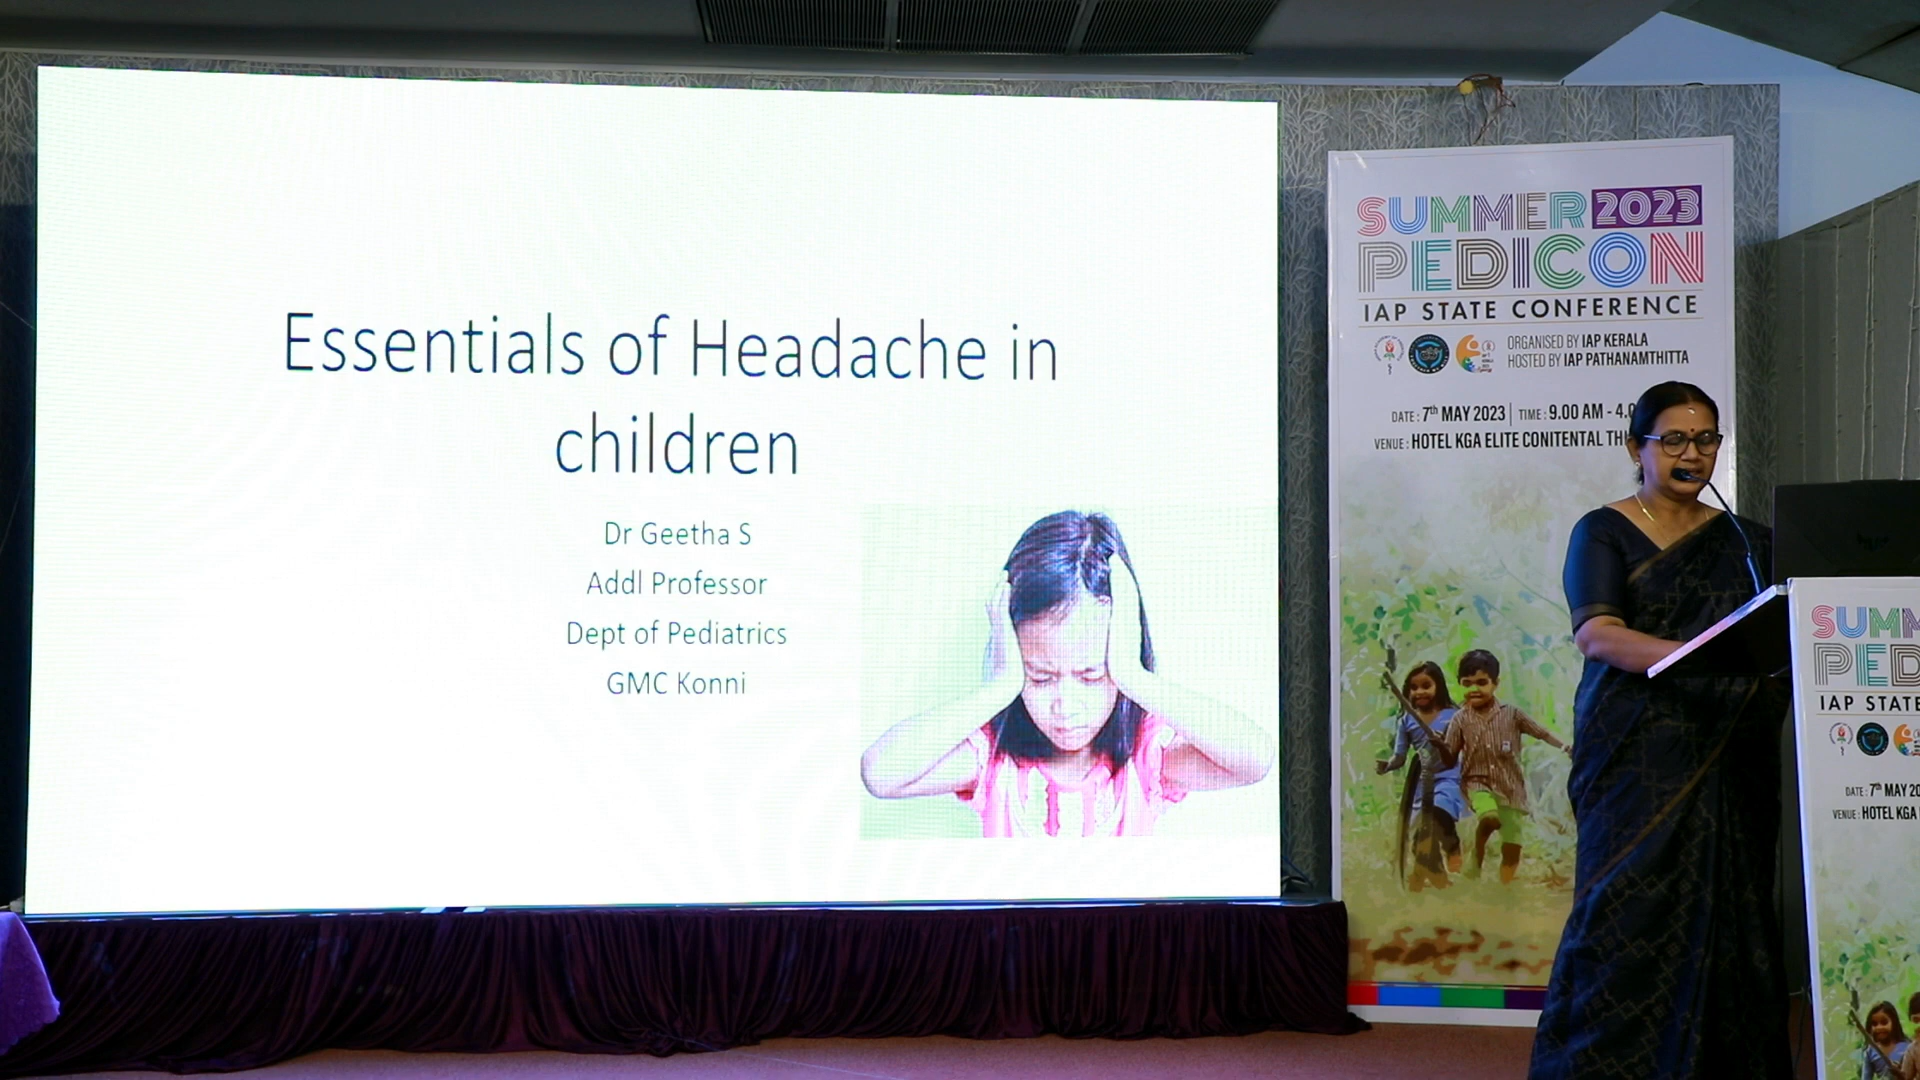 Essentials of Headache in
children
Dr Geetha S
Addl Professor
Dept of Pediatrics
GMC Konni
SUMMER 2023
PEDICON
IAP STATE CONFERENCE
ORGANISED BY IAP KERALA
HOSTED BY IAP PATHANAMTHITTA
DATE : 7th MAY 2023 | TIME : 9.00 AM - 4.0
VENUE : HOTEL KGA ELITE CONITENTAL
SUMM
PED
IAP STATE
DATE : 7th MAY 20
VENUE : HOTEL KGA